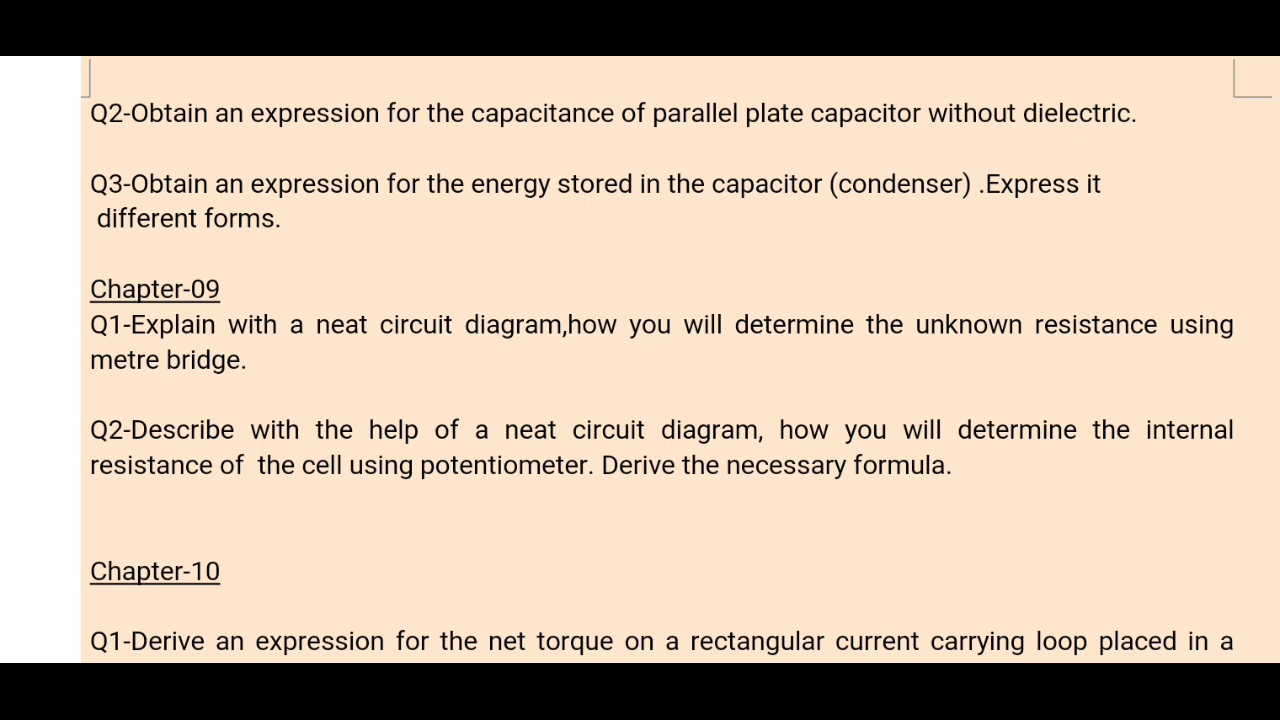 Q2-Obtain an expression for the capacitance of parallel plate capacitor without dielectric.
Q3-Obtain an expression for the energy stored in the capacitor (condenser) .Express it
different forms.
Chapter-09
Q1-Explain with a neat circuit diagram,how you will determine the unknown resistance using
metre bridge.
Q2-Describe with the help of a neat circuit diagram, how you will determine the internal
resistance of  the cell using potentiometer. Derive the necessary formula.
Chapter-10
Q1-Derive an expression for the net torque on a rectangular current carrying loop placed in a